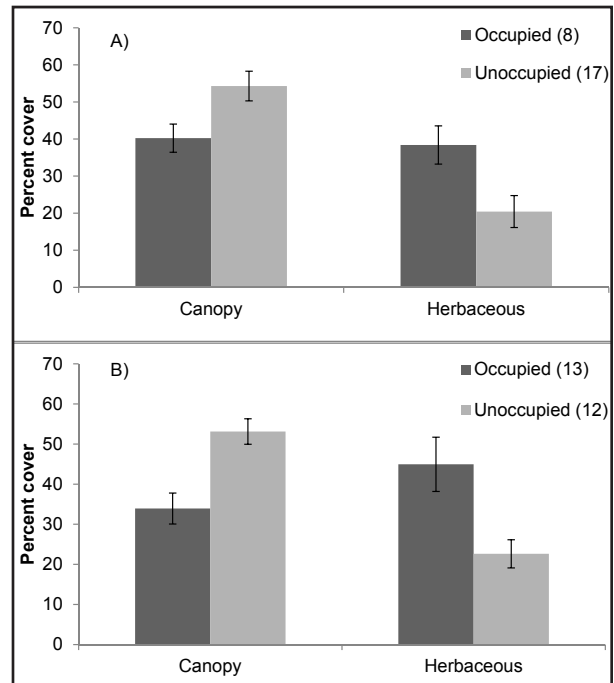 70
A)
Occupied (8)
60
Unoccupied (17)
50
40
30
20
10
0
Percent cover
Canopy Herbaceous
70
B)
Occupied (13)
60
Unoccupied (12)
50
40
30
20
10
0
Percent cover
Canopy Herbaceous